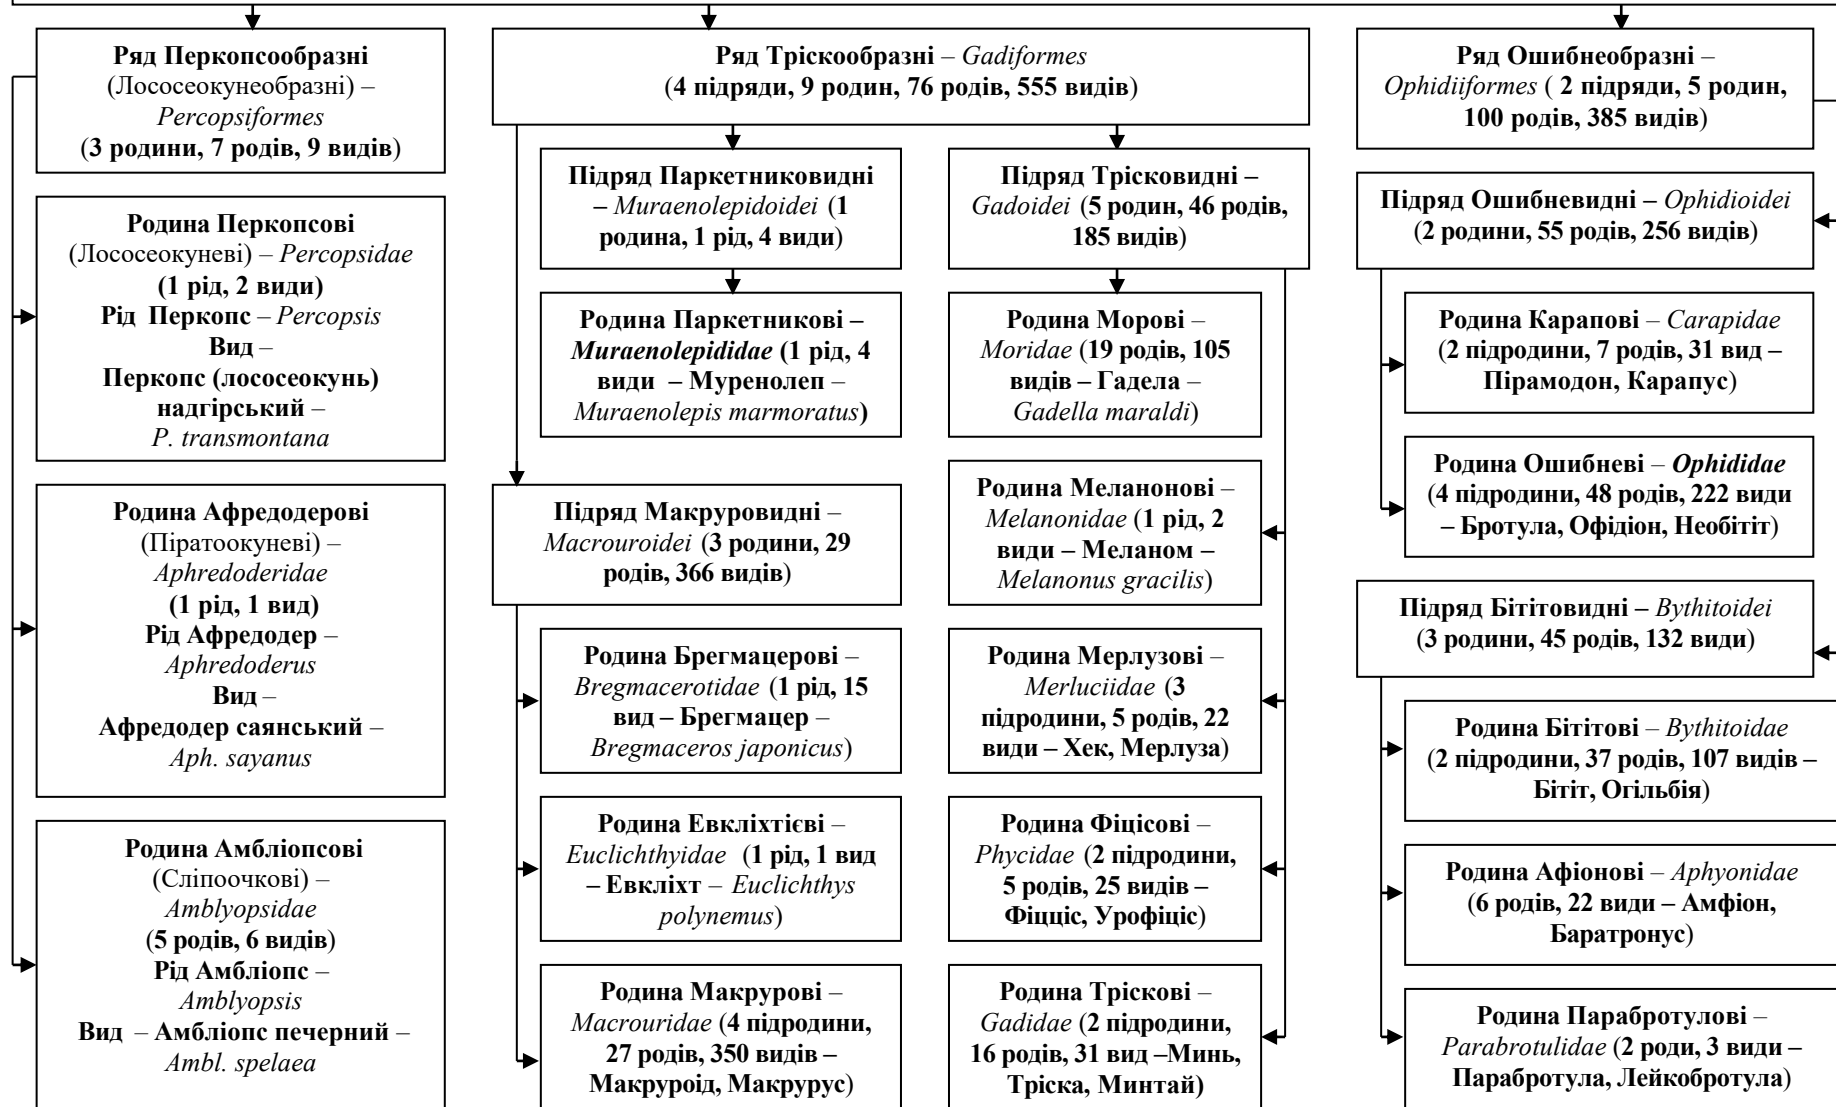 Ряд Перкопсообразні
(Лососеокунеобразні) –
Percopsiformes
(3 родини, 7 родів, 9 видів)
Родина Перкопсові
(Лососеокуневі) – Percopsidae
(1 рід, 2 види)
Рід Перкопс – Percopsis
Вид –
Перкопс (лососеокунь)
надгірський –
P. transmontana
Родина Афредодерові
(Піратоокуневі) –
Aphredoderidae
(1 рід, 1 вид)
Рід Афредодер –
Aphredoderus
Вид –
Афредодер саянський –
Aph. sayanus
Родина Амбліопсові
(Сліпоочкові) –
Amblyopsidae
(5 родів, 6 видів)
Рід Амбліопс –
Amblyopsis
Вид – Амбліопс печерний –
Ambl. spelaea
Ряд Тріскообразні – Gadiformes
(4 підряди, 9 родин, 76 родів, 555 видів)
Підряд Паркетниковидні
– Muraenolepidoidei (1
родина, 1 рід, 4 види)
Родина Паркетникові –
Muraenolepididae (1 рід, 4
види – Муренолеп –
Muraenolepis marmoratus)
Підряд Макруровидні –
Macrouroidei (3 родини, 29
родів, 366 видів)
Родина Брегмацерові –
Bregmacerotidae (1 рід, 15
вид – Брегмацер –
Bregmaceros japonicus)
Родина Евкліхтієві –
Euclichthyidae (1 рід, 1 вид
– Евкліхт – Euclichthys
polynemus)
Родина Макрурові –
Macrouridae (4 підродини,
27 родів, 350 видів –
Макруроід, Макрурус)
Підряд Трісковидні –
Gadoidei (5 родин, 46 родів,
185 видів)
Родина Морові –
Moridae (19 родів, 105
видів – Гадела –
Gadella maraldi)
Родина Меланонові –
Melanonidae (1 рід, 2
види – Меланом –
Melanonus gracilis)
Родина Мерлузові –
Merluciidae (3
підродини, 5 родів, 22
види – Хек, Мерлуза)
Родина Фіцісові –
Phycidae (2 підродини,
5 родів, 25 видів –
Фіцціс, Урофіціс)
Родина Тріскові –
Gadidae (2 підродини,
16 родів, 31 вид –Минь,
Тріска, Минтай)
Ряд Ошибнеобразні –
Ophidiiformes ( 2 підряди, 5 родин,
100 родів, 385 видів)
Підряд Ошибневидні – Ophidioidei
(2 родини, 55 родів, 256 видів)
Родина Карапові – Carapidae
(2 підродини, 7 родів, 31 вид –
Пірамодон, Карапус)
Родина Ошибневі – Ophididae
(4 підродини, 48 родів, 222 види
– Бротула, Офідіон, Необітіт)
Підряд Бітітовидні – Bythitoidei
(3 родини, 45 родів, 132 види)
Родина Бітітові – Bythitoidae
(2 підродини, 37 родів, 107 видів –
Бітіт, Огільбія)
Родина Афіонові – Aphyonidae
(6 родів, 22 види – Амфіон,
Баратронус)
Родина Парабротулові –
Parabrotulidae (2 роди, 3 види –
Парабротула, Лейкобротула)